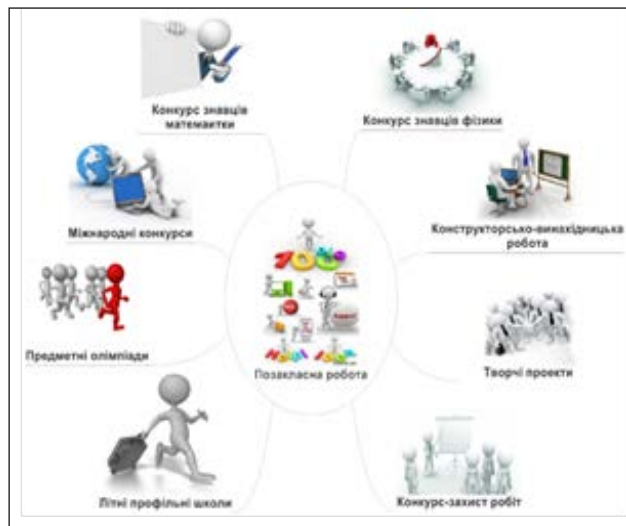 Конкурс знавців
матемаитки
Конкурс знавців фізики
Міжнародні конкурси
Конструкторсько-винахідницька
робота
Предметні олімпіади
Позакласна робота
Творчі проекти
Літні профільні школи
Конкурс-захист робіт